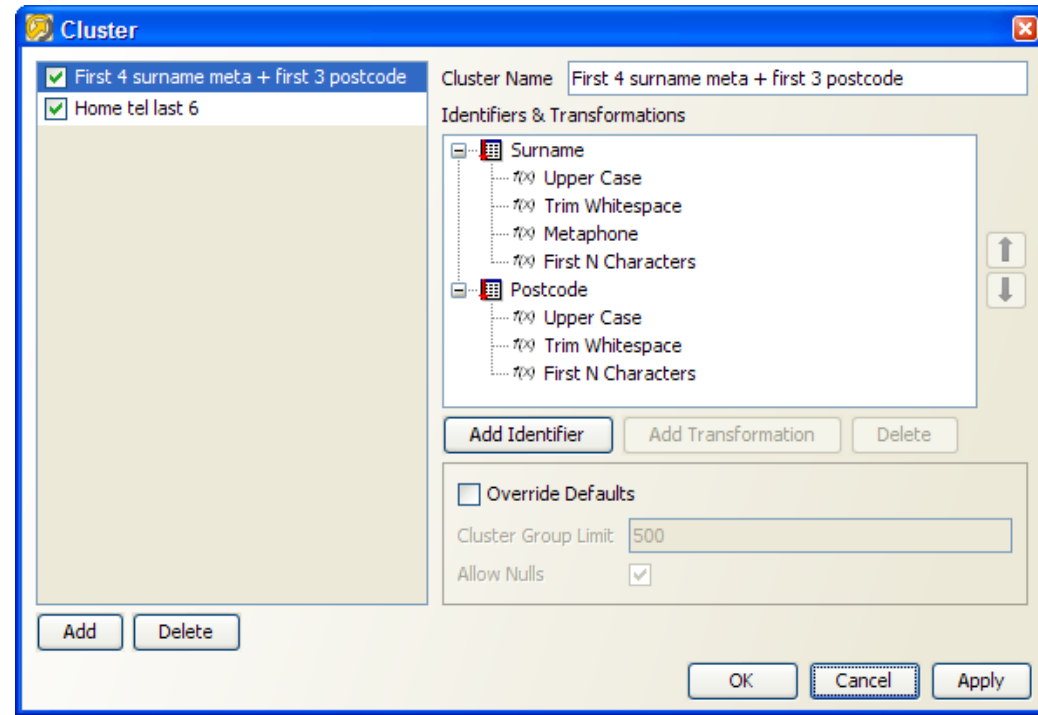 Cluster
First 4 surname meta + first 3 postcode
Home tel last 6
Add
Delete
Cluster Name
First 4 surname meta + first 3 postcode
Identifiers & Transformations
Surname
f(x) Upper Case
f(x) Trim Whitespace
f(x) Metaphone
f(x) First N Characters
Postcode
f(x) Upper Case
f(x) Trim Whitespace
f(x) First N Characters
Add Identifier
Add Transformation
Delete
Override Defaults
Cluster Group Limit
500
Allow Nulls
OK
Cancel
Apply